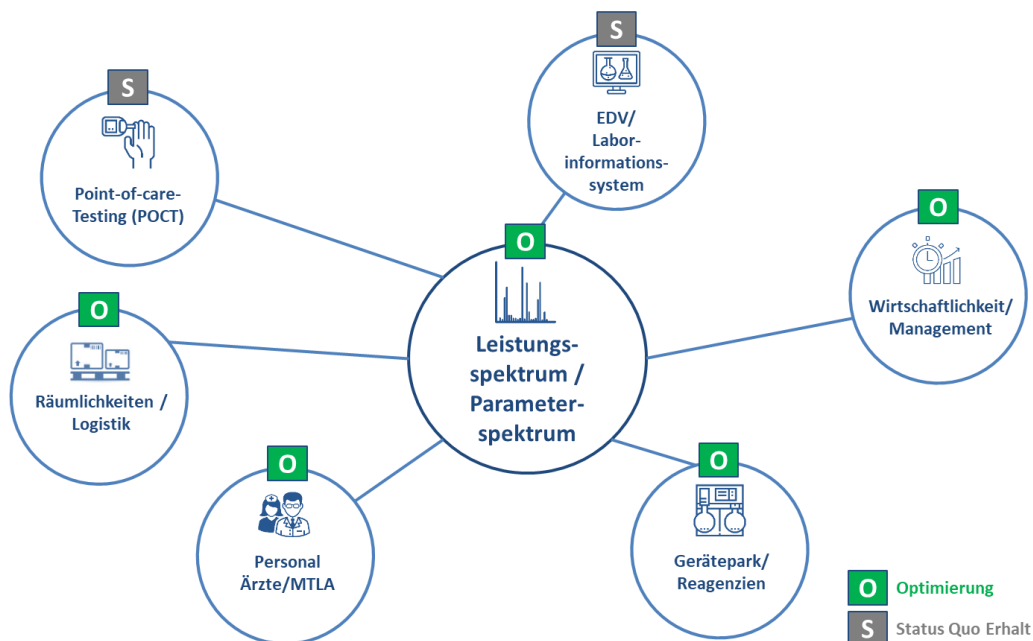 S
EDV/
Labor-
informations-
system
S
Point-of-care-
Testing (POCT)
O
Leistungs-
spektrum /
Parameter-
spektrum
O
Wirtschaftlichkeit/
Management
O
Räumlichkeiten /
Logistik
O
Personal
Ärzte/MTLA
O
Gerätepark/
Reagenzien
O Optimierung
S Status Quo Erhalt